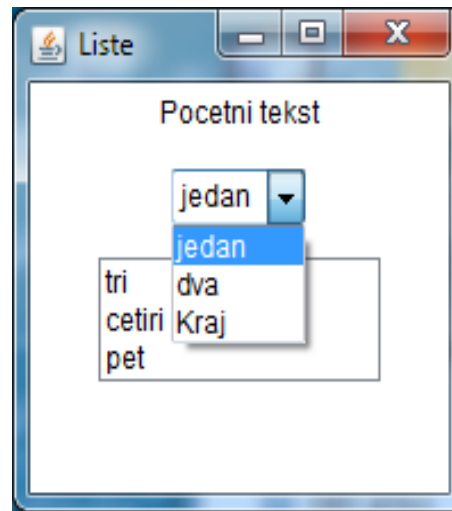 Liste
Pocetni tekst
jedan
jedan
dva
Kraj
tri
cetiri
pet